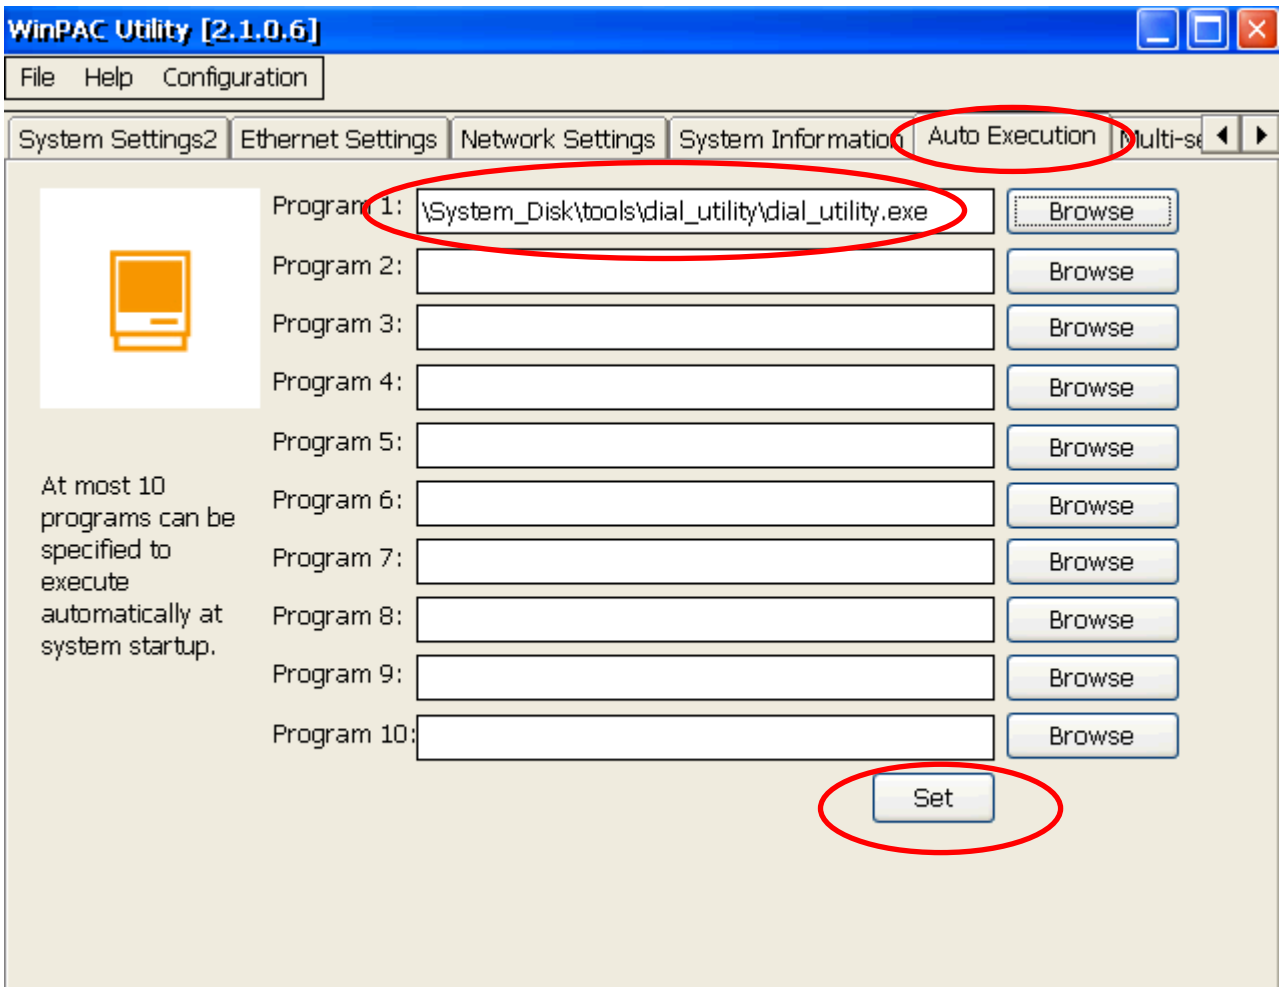 WinPAC Utility [2.1.0.6]
File Help Configuration
System Settings2 Ethernet Settings Network Settings System Information Auto Execution Multi-se
Program 1: \System_Disk\tools\dial_utility\dial_utility.exe Browse
Program 2: Browse
Program 3: Browse
Program 4: Browse
Program 5: Browse
Program 6: Browse
Program 7: Browse
Program 8: Browse
Program 9: Browse
Program 10: Browse
At most 10
programs can be
specified to
execute
automatically at
system startup.
Set